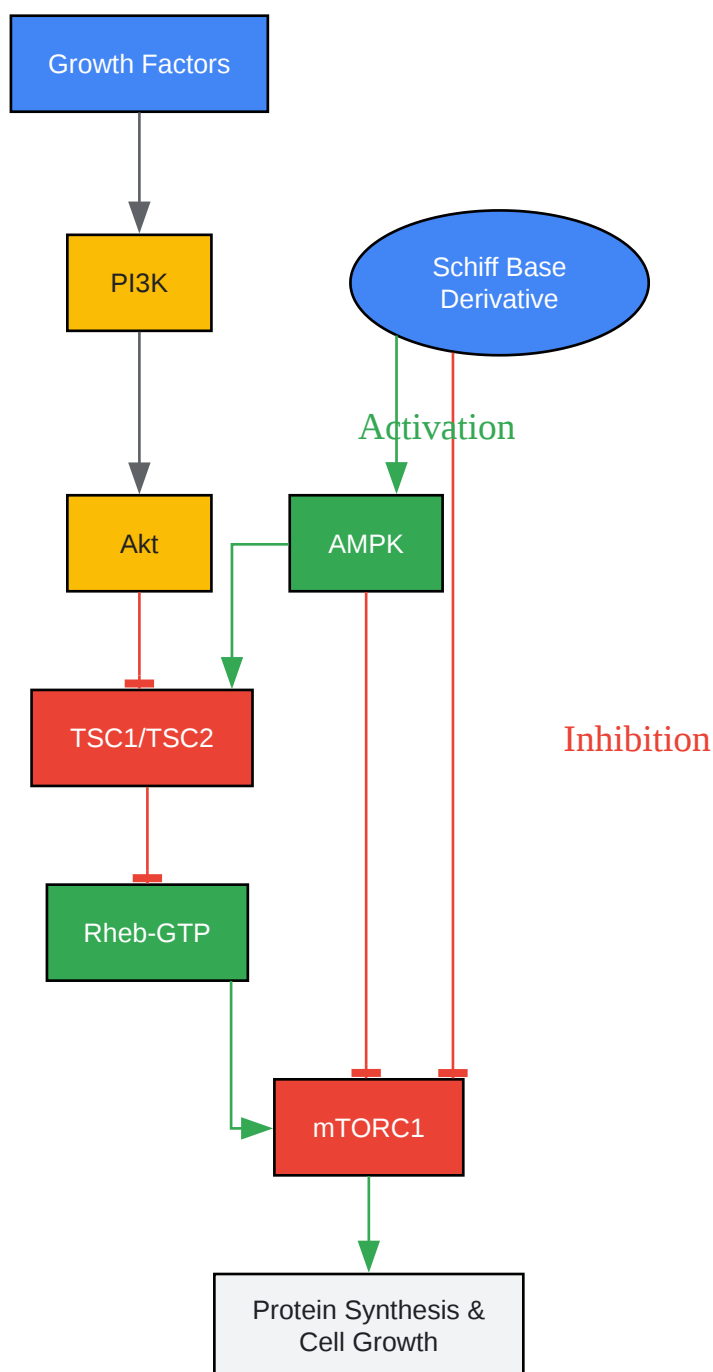 Growth Factors
PI3K
Schiff Base
Derivative
Activation
Akt
AMPK
TSC1/TSC2
Inhibition
Rheb-GTP
mTORC1
Protein Synthesis &
Cell Growth